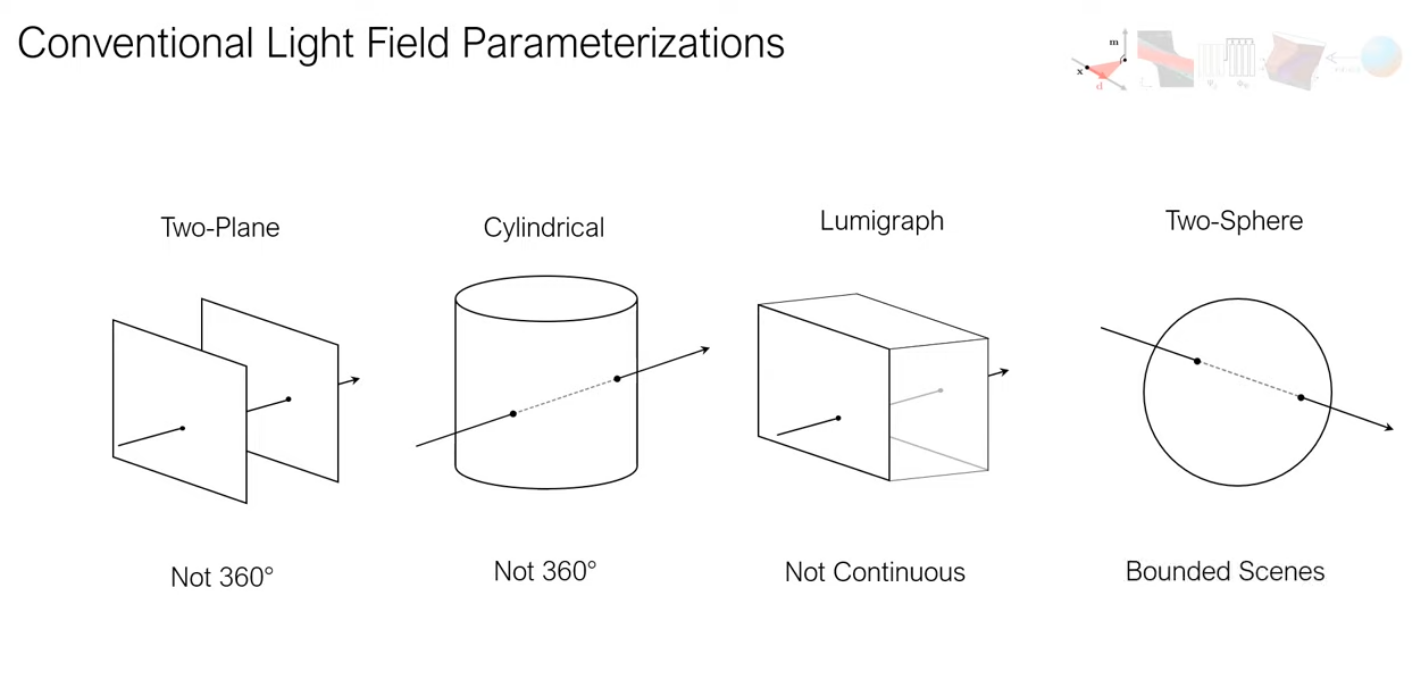 Conventional Light Field Parameterizations
m
x
d
Two-Plane
Cylindrical
Lumigraph
Two-Sphere
Not 360°
Not 360°
Not Continuous
Bounded Scenes